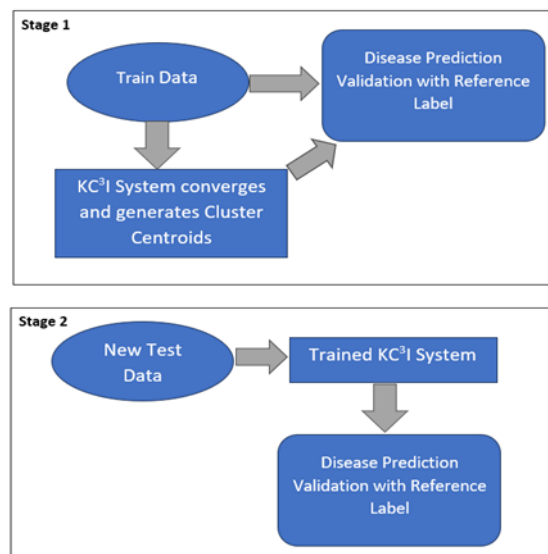 Stage 1
Train Data
Disease Prediction
Validation with Reference
Label
KC³I System converges
and generates Cluster
Centroids
Stage 2
New Test
Data
Trained KC³I System
Disease Prediction
Validation with Reference
Label